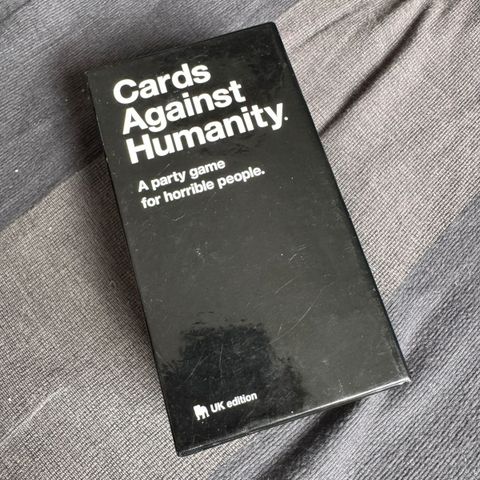 Cards
Against
Humanity.
A party game
for horrible people.
UK edition